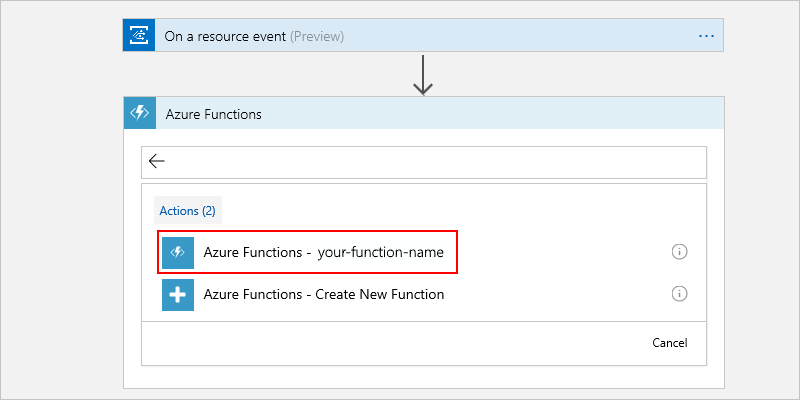 On a resource event (Preview)
Azure Functions
Actions (2)
Azure Functions - your-function-name
Azure Functions - Create New Function
Cancel